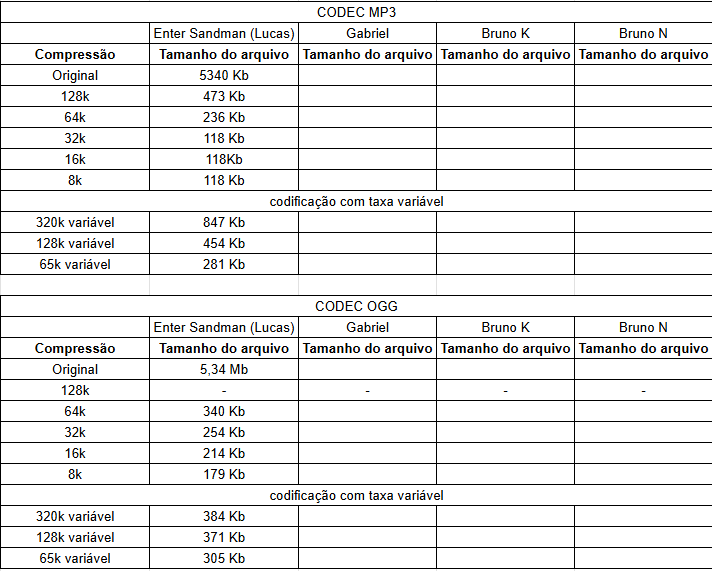 CODEC MP3
Enter Sandman (Lucas) Gabriel Bruno K Bruno N
Compressão Tamanho do arquivo Tamanho do arquivo Tamanho do arquivo Tamanho do arquivo
Original 5340 Kb
128k 473 Kb
64k 236 Kb
32k 118 Kb
16k 118Kb
8k 118 Kb
codificação com taxa variável
320k variável 847 Kb
128k variável 454 Kb
65k variável 281 Kb
CODEC OGG
Enter Sandman (Lucas) Gabriel Bruno K Bruno N
Compressão Tamanho do arquivo Tamanho do arquivo Tamanho do arquivo Tamanho do arquivo
Original 5,34 Mb
128k - - - -
64k 340 Kb
32k 254 Kb
16k 214 Kb
8k 179 Kb
codificação com taxa variável
320k variável 384 Kb
128k variável 371 Kb
65k variável 305 Kb